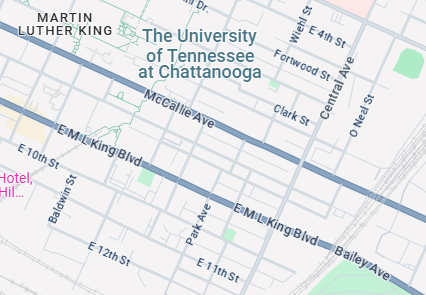 MARTIN
LUTHER KING
The University
of Tennessee
at Chattanooga
Dr.
Wiehl St
E 4th St
Fortwood St
Central Ave
O Neal St
Clark St
McCallie Ave
E M L King Blvd
E 10th St
Hotel,
Hil...
Baldwin St
Park Ave
E M L King Blvd
Bailey Ave
E 12th St
E 11th St